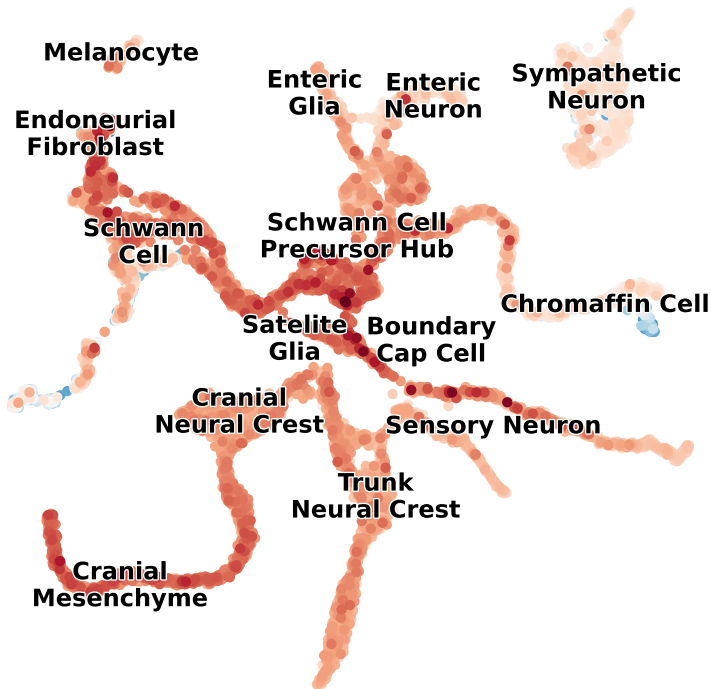 Melanocyte
Enteric
Glia
Enteric
Neuron
Sympathetic
Neuron
Endoneurial
Fibroblast
Schwann
Cell
Schwann Cell
Precursor Hub
Chromaffin Cell
Satelite
Glia
Boundary
Cap Cell
Cranial
Neural Crest
Sensory Neuron
Trunk
Neural Crest
Cranial
Mesenchyme